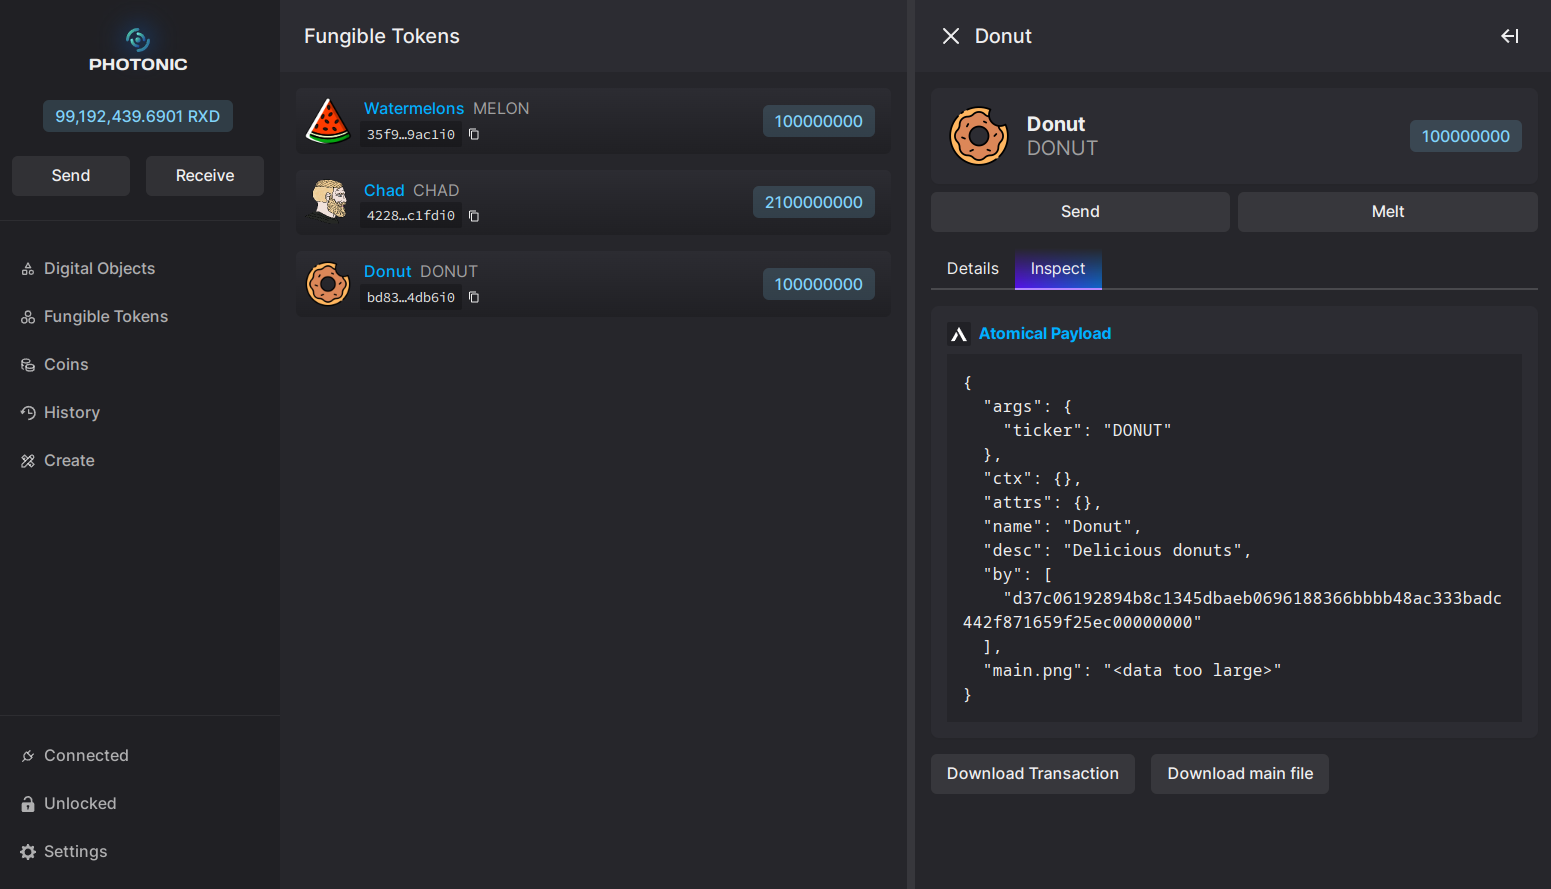 PHOTONIC
99,192,439.6901 RXD
Send
Receive
Digital Objects
Fungible Tokens
Coins
History
Create
Connected
Unlocked
Settings
Fungible Tokens
Watermelons MELON
35f9…9ac1i0
100000000
Chad CHAD
4228…c1fdi0
2100000000
Donut DONUT
bd83…4db6i0
100000000
Donut
Donut
DONUT
100000000
Send
Melt
Details
Inspect
Atomical Payload
{
"args": {
"ticker": "DONUT"
},
"ctx": {},
"attrs": {},
"name": "Donut",
"desc": "Delicious donuts",
"by": [
"d37c06192894b8c1345dbaeb0696188366bbbb48ac333badc
442f871659f25ec00000000"
],
"main.png": "<data too large>"
}
Download Transaction
Download main file